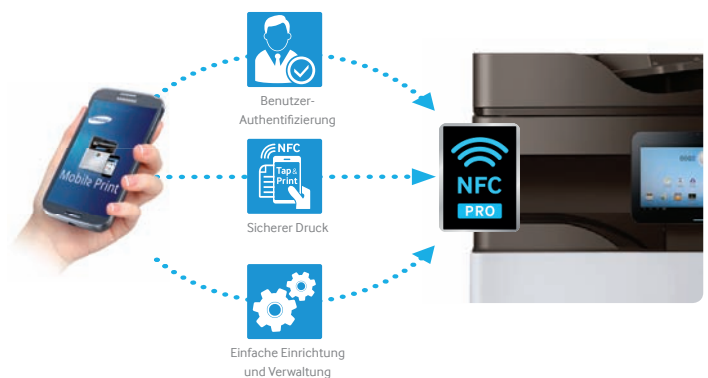 SAMSUNG
Mobile Print
Benutzer-
Authentifizierung
NFC
Tap &
Print
Sicherer Druck
Einfache Einrichtung
und Verwaltung
NFC
PRO